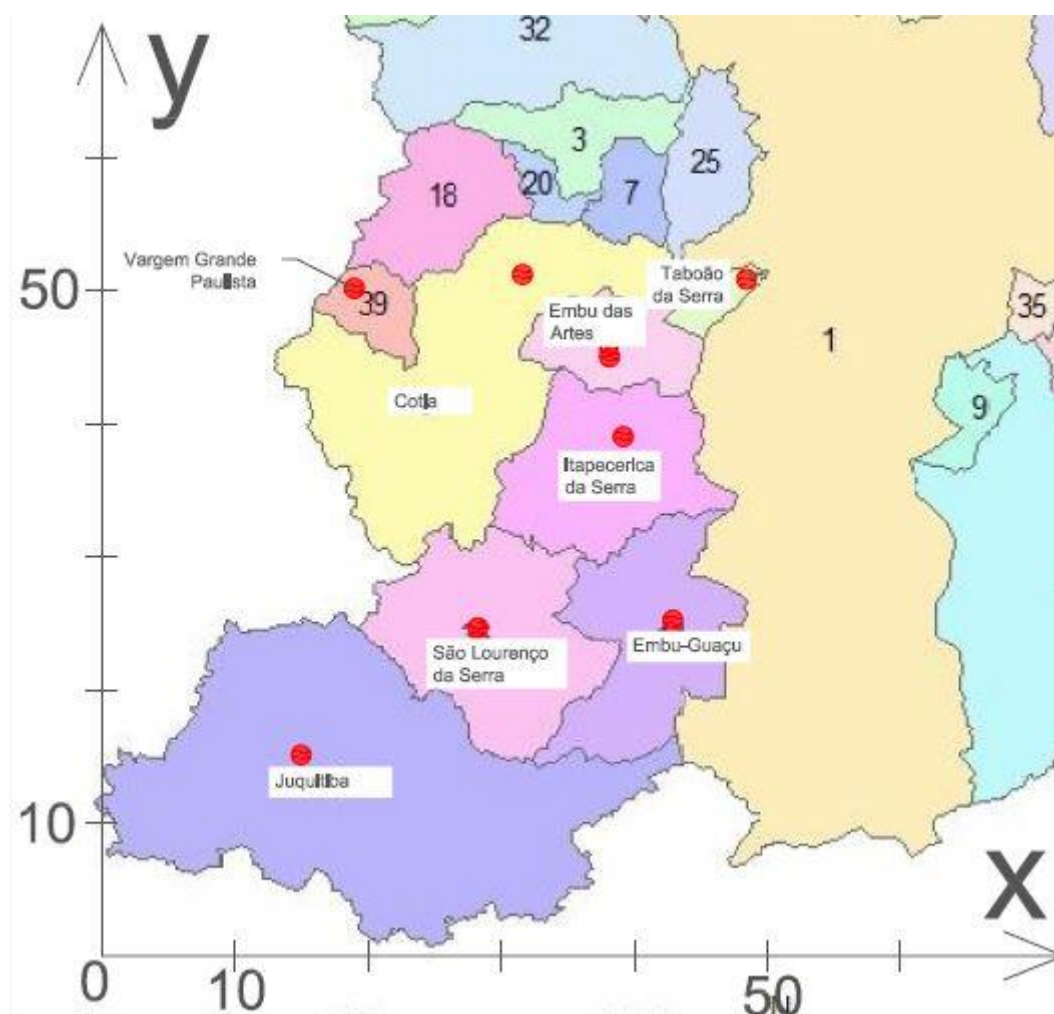 y
32
3
25
20
7
18
Vargem Grande
Paulista
50
39
Taboão
da Serra
Embu das
Artes
1
35
9
Cotia
Itapecerica
da Serra
São Lourenço
da Serra
Embu-Guaçu
Juquitiba
10
x
0
10
50
N